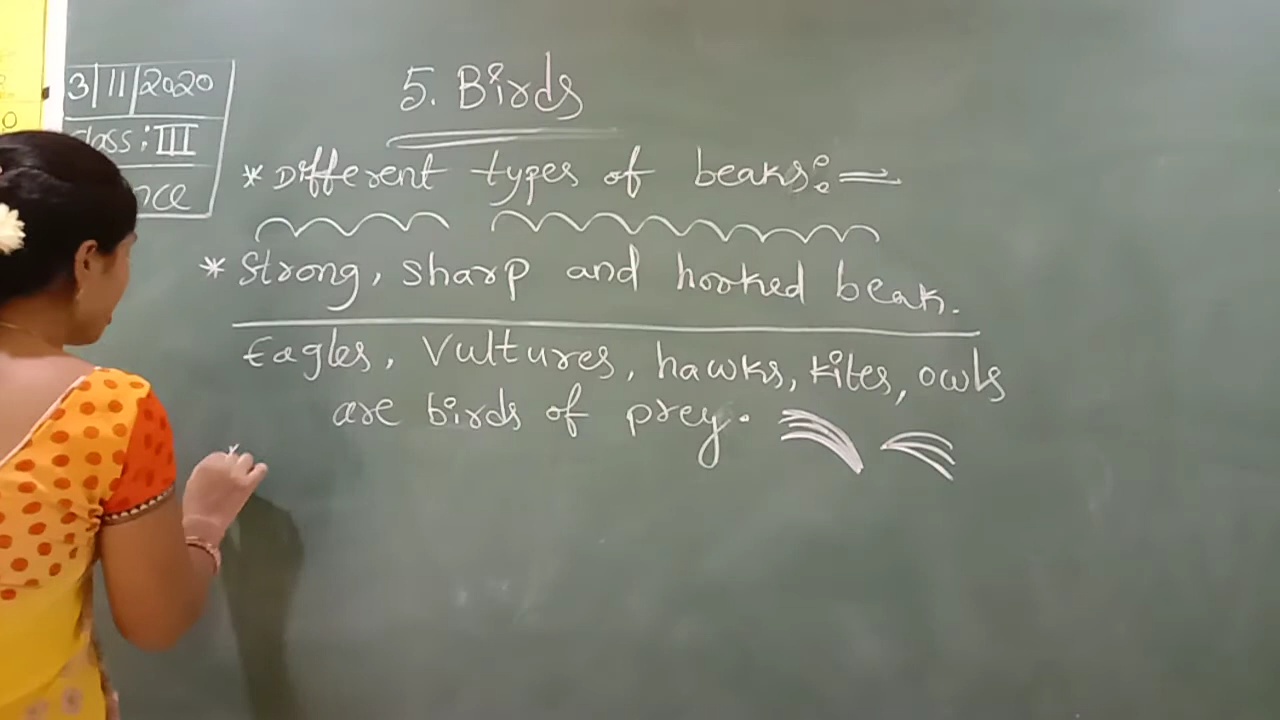 3|11|2020
class: III
5. Birds
* Different types of beaks:=
* Strong, sharp and hooked beak.
Eagles, Vultures, hawks, kites, owls
are birds of prey.